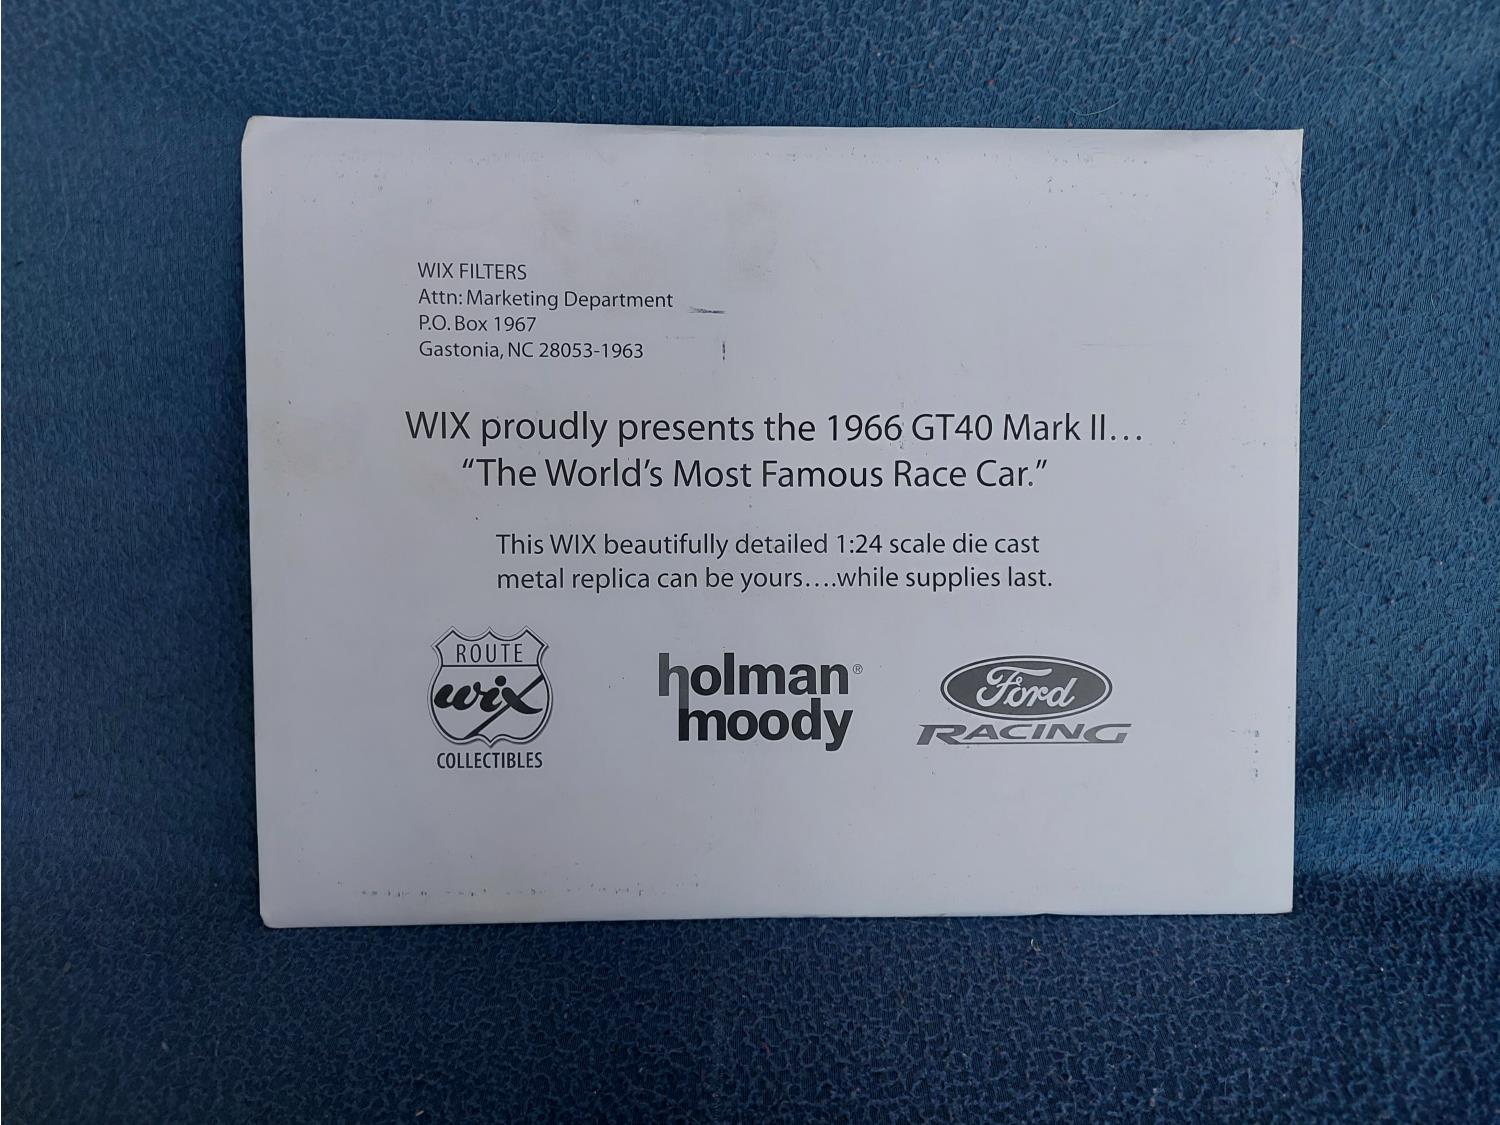 WIX FILTERS
Attn: Marketing Department
P.O. Box 1967
Gastonia, NC 28053-1963
WIX proudly presents the 1966 GT40 Mark II...
“The World’s Most Famous Race Car.”
This WIX beautifully detailed 1:24 scale die cast
metal replica can be yours....while supplies last.
ROUTE
wix
COLLECTIBLES
holman®
moody
Ford
RACING